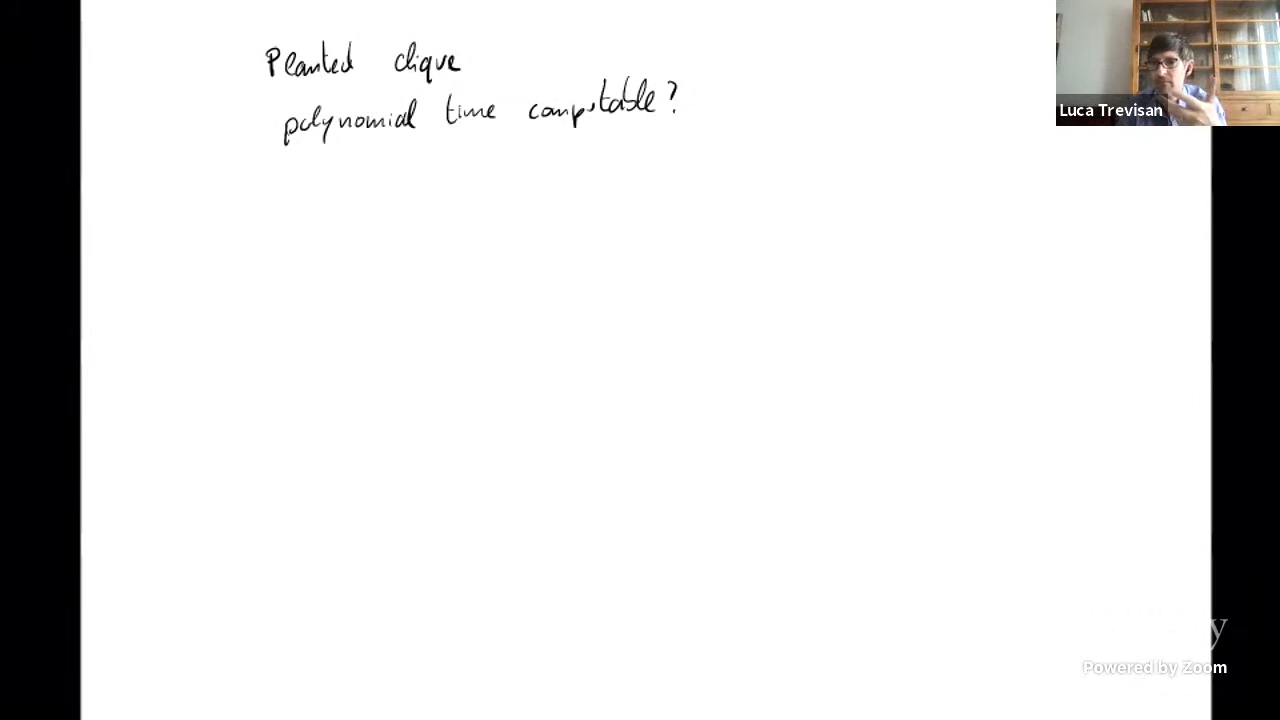 Planted clique
polynomial time computable?
Luca Trevisan
y
Powered by Zoom